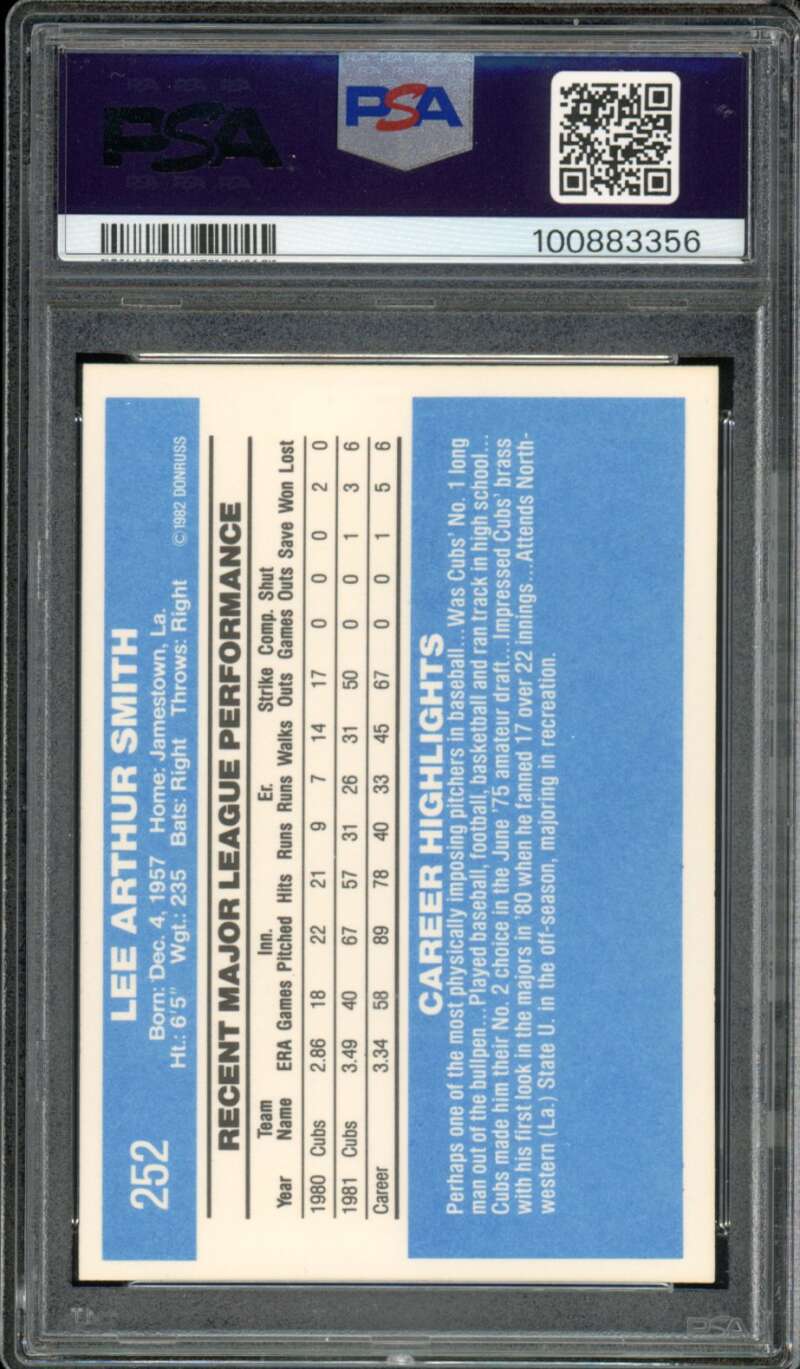 PSA
PSA
100883356
252
LEE ARTHUR SMITH
Born: Dec. 4, 1957 Home: Jamestown, La.
Ht.: 6'5" Wgt.: 235 Bats: Right Throws: Right
©1982 DONRUSS
RECENT MAJOR LEAGUE PERFORMANCE
Team Inn. Er. Strike Comp. Shut
Year Name ERA Games Pitched Hits Runs Runs Walks Outs Games Outs Save Won Lost
1980 Cubs 2.86 18 22 21 9 7 14 17 0 0 0 2 0
1981 Cubs 3.49 40 67 57 31 26 31 50 0 0 1 3 6
Career 3.34 58 89 78 40 33 45 67 0 0 1 5 6
CAREER HIGHLIGHTS
Perhaps one of the most physically imposing pitchers in baseball... Was Cubs' No. 1 long
man out of the bullpen...Played baseball, football, basketball and ran track in high school...
Cubs made him their No. 2 choice in the June '75 amateur draft...Impressed Cubs' brass
with his first look in the majors in '80 when he fanned 17 over 22 innings...Attends North-
western (La.) State U. in the off-season, majoring in recreation.
TM
PSA